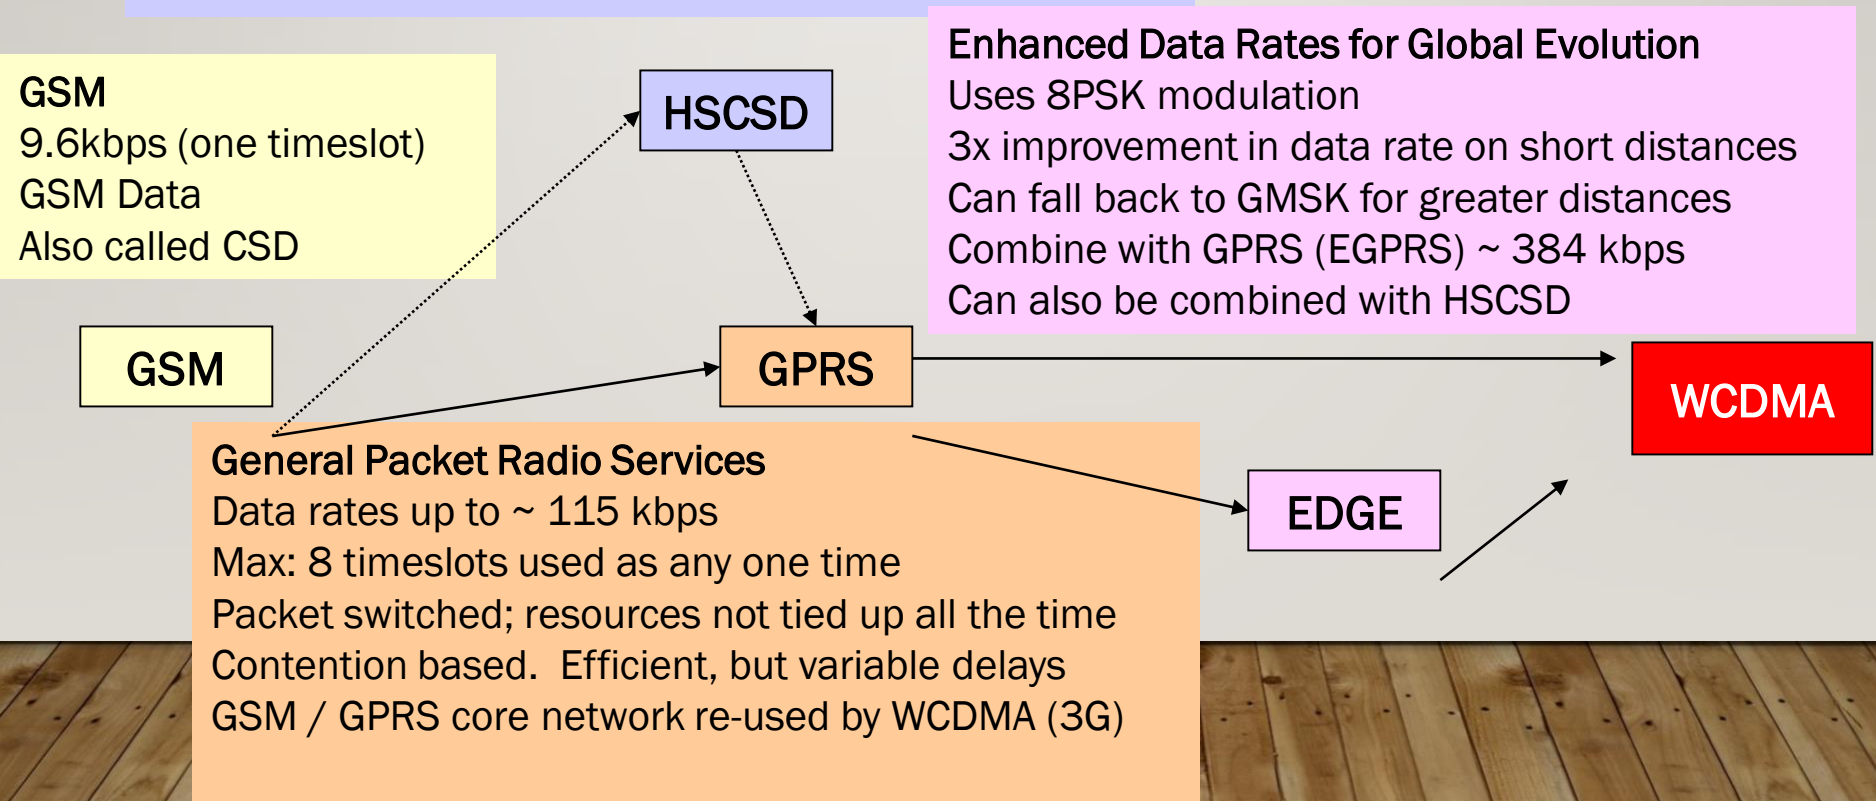 GSM
9.6kbps (one timeslot)
GSM Data
Also called CSD
HSCSD
Enhanced Data Rates for Global Evolution
Uses 8PSK modulation
3x improvement in data rate on short distances
Can fall back to GMSK for greater distances
Combine with GPRS (EGPRS) ~ 384 kbps
Can also be combined with HSCSD
GSM
GPRS
WCDMA
General Packet Radio Services
Data rates up to ~ 115 kbps
Max: 8 timeslots used as any one time
Packet switched; resources not tied up all the time
Contention based.  Efficient, but variable delays
GSM / GPRS core network re-used by WCDMA (3G)
EDGE